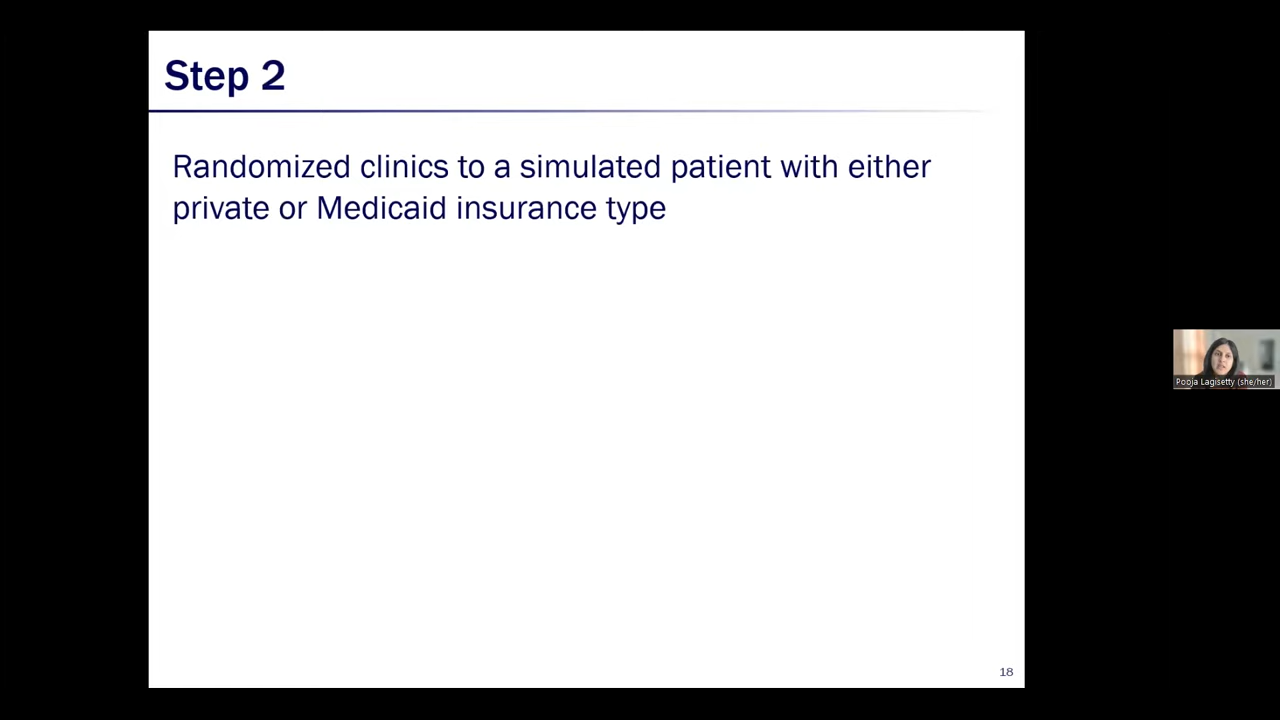 Step 2
Randomized clinics to a simulated patient with either
private or Medicaid insurance type
Pooja Lagisetty (she/her)
18